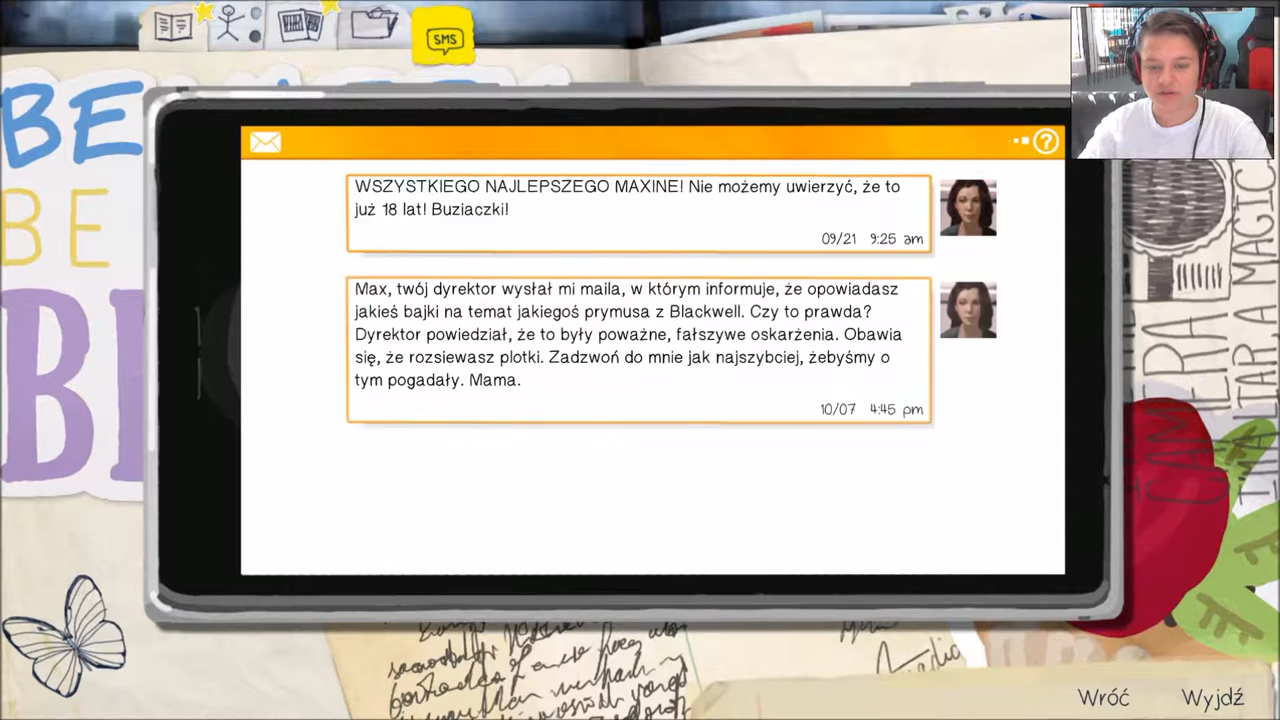 SMS
BE
BE
WSZYSTKIEGO NAJLEPSZEGO MAXINE! Nie możemy uwierzyć, że to
już 18 lat! Buziaczki!
09/21 9:25 am
Max, twój dyrektor wysłał mi maila, w którym informuje, że opowiadasz
jakieś bajki na temat jakiegoś prymusa z Blackwell. Czy to prawda?
Dyrektor powiedział, że to były poważne, fałszywe oskarżenia. Obawia
się, że rozsiewasz plotki. Zadzwoń do mnie jak najszybciej, żebyśmy o
tym pogadały. Mama.
10/07 4:45 pm
Wróć Wyjdź